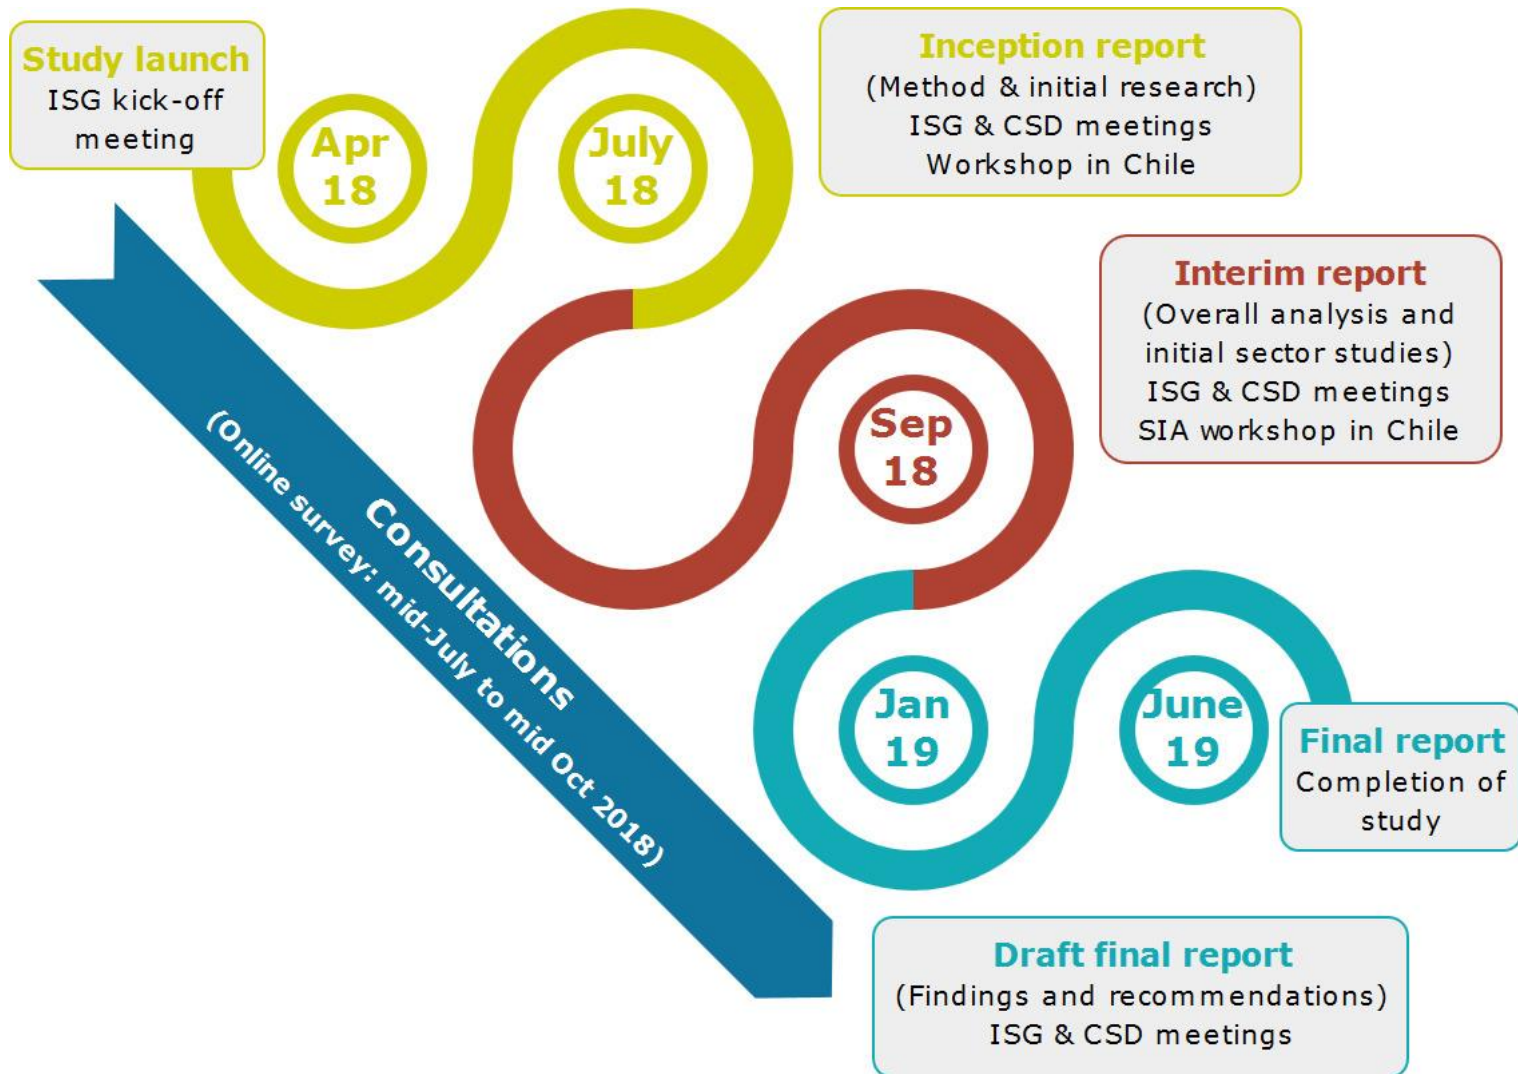 Study launch
ISG kick-off
meeting
Apr
18
July
18
Inception report
(Method & initial research)
ISG & CSD meetings
Workshop in Chile
Interim report
(Overall analysis and
initial sector studies)
ISG & CSD meetings
SIA workshop in Chile
Sep
18
Consultations
(Online survey: mid-July to mid Oct 2018)
Jan
19
June
19
Final report
Completion of
study
Draft final report
(Findings and recommendations)
ISG & CSD meetings